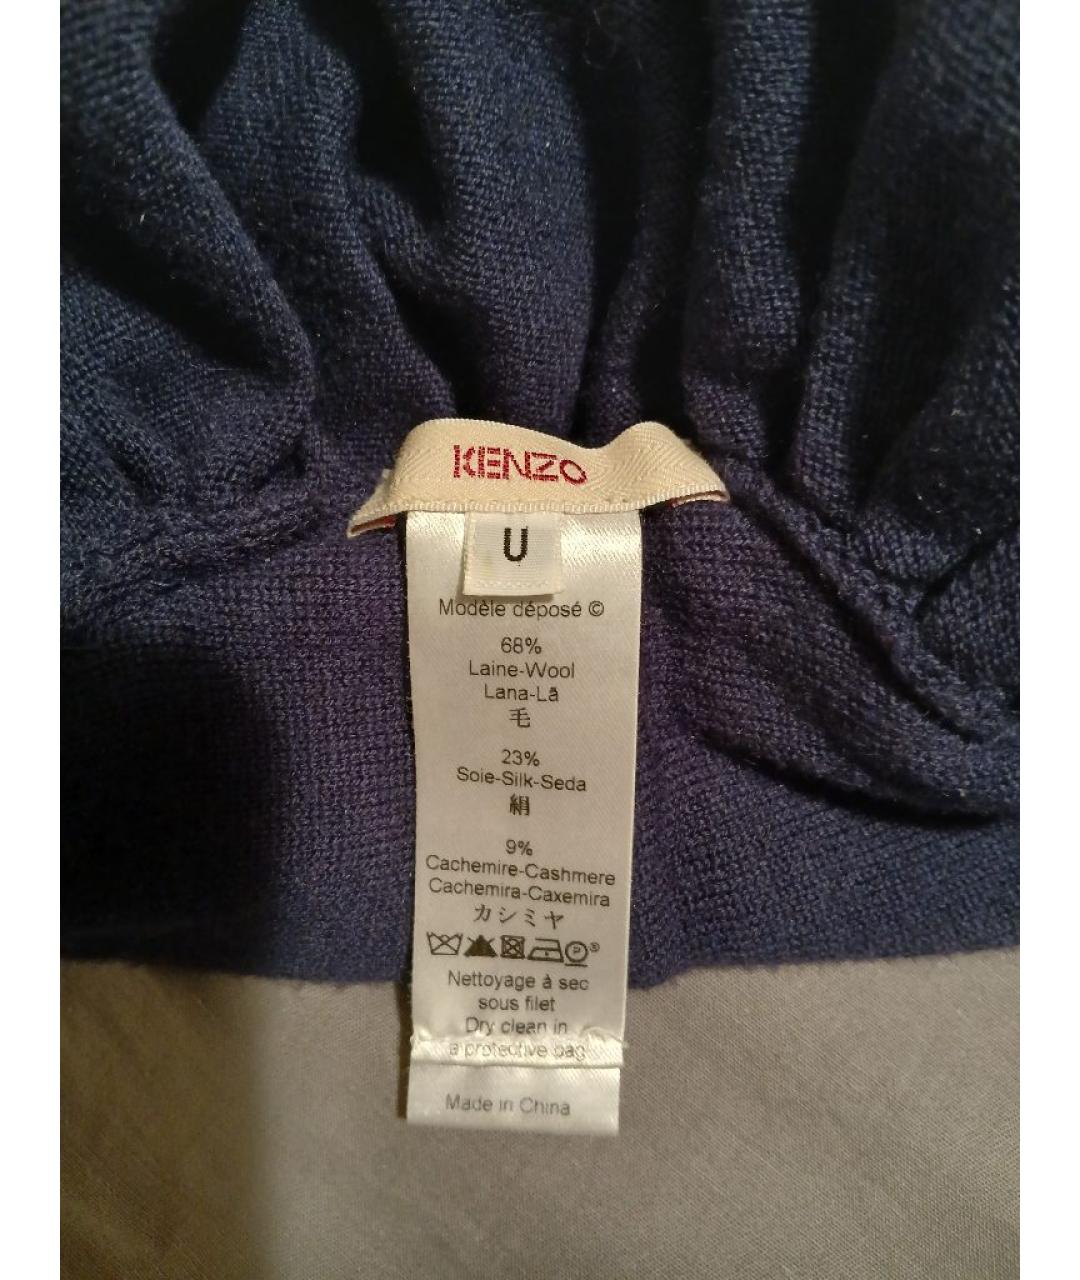 KENZO
U
Modèle déposé ©
68%
Laine-Wool
Lana-Lã
毛
23%
Soie-Silk-Seda
絹
9%
Cachemire-Cashmere
Cachemira-Caxemira
カシミヤ
P ®
Nettoyage à sec
sous filet
Dry clean in
a protective bag
Made in China